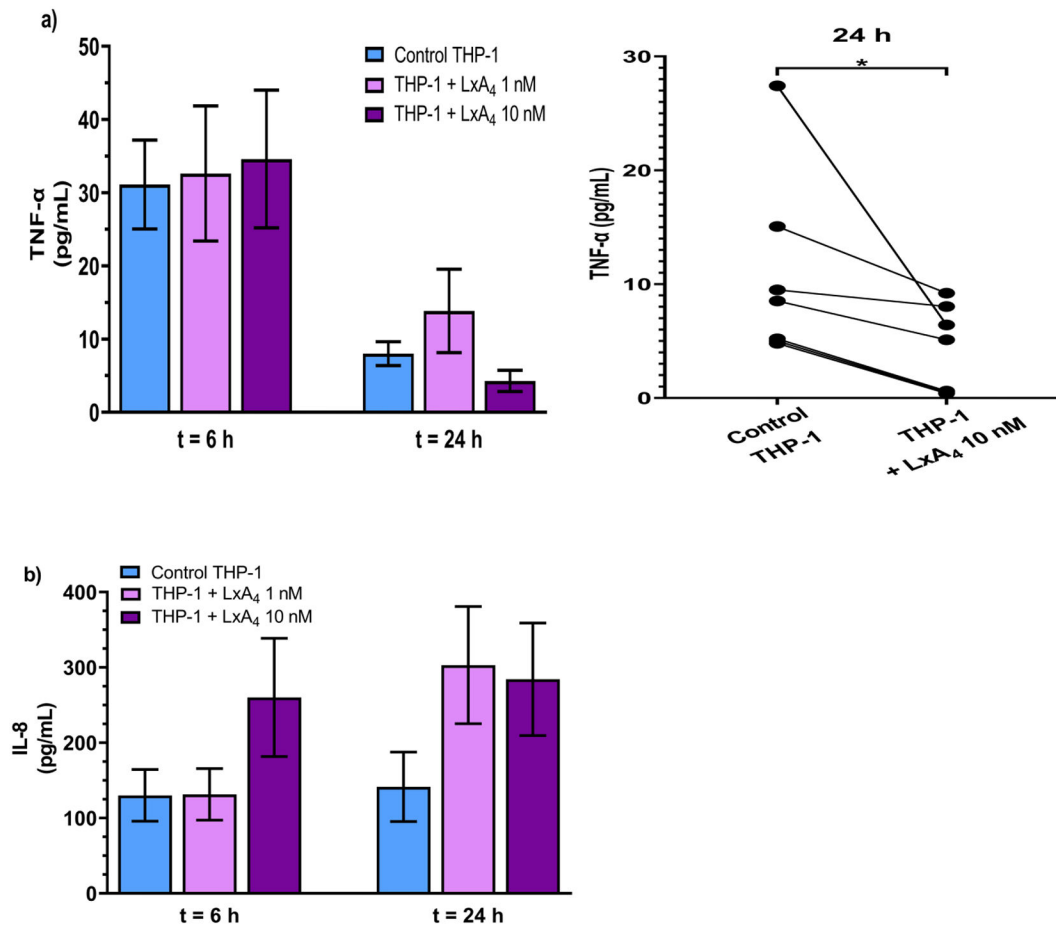 a)
50
40
30
20
10
0
TNF-α
(pg/mL)
Control THP-1
THP-1 + LxA₄ 1 nM
THP-1 + LxA₄ 10 nM
t = 6 h
t = 24 h
24 h
*
30
20
10
0
TNF-α (pg/mL)
Control
THP-1
THP-1
+ LxA₄ 10 nM
b)
Control THP-1
THP-1 + LxA₄ 1 nM
THP-1 + LxA₄ 10 nM
400
300
200
100
0
IL-8
(pg/mL)
t = 6 h
t = 24 h